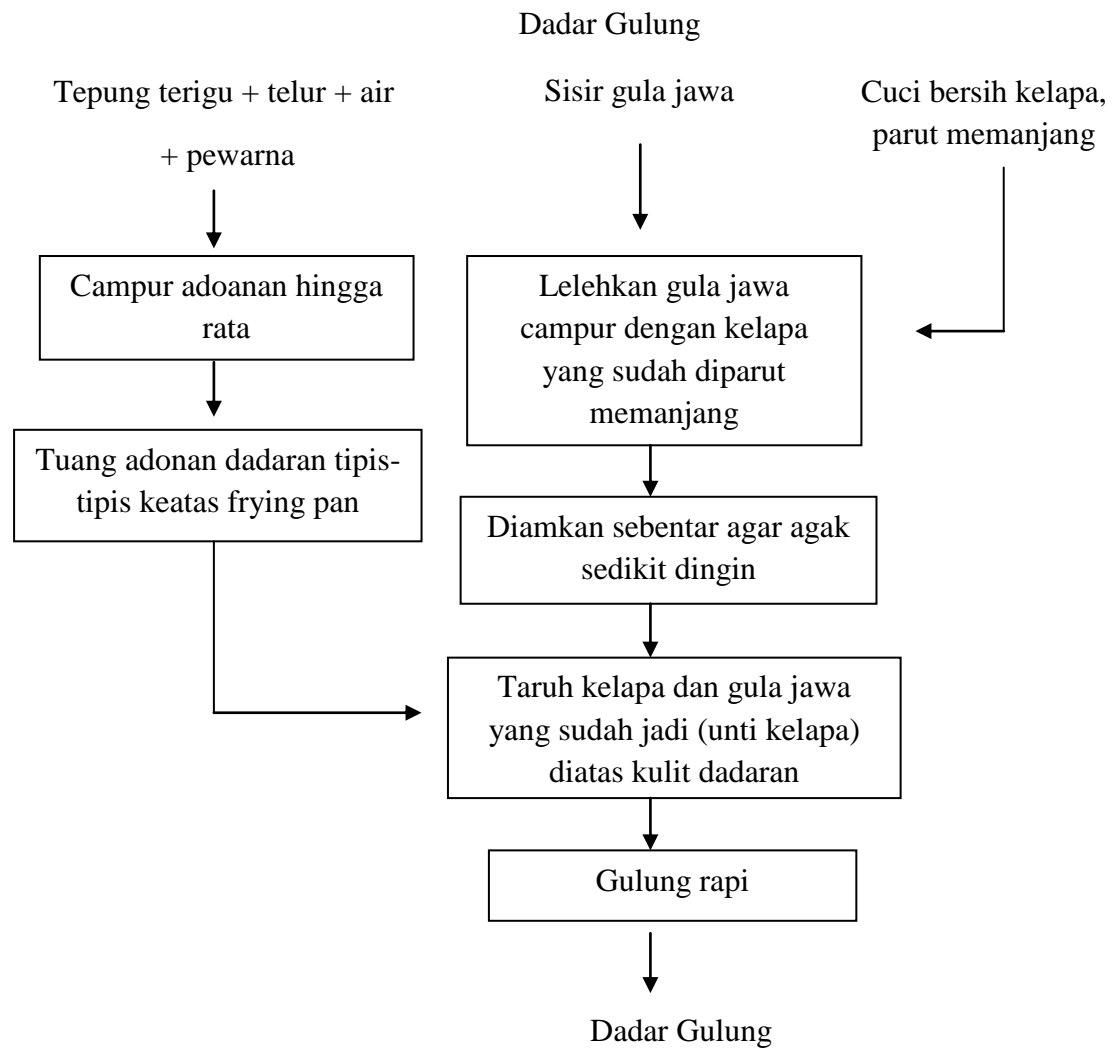 Dadar Gulung
Tepung terigu + telur + air
+ pewarna
Sisir gula jawa
Cuci bersih kelapa,
parut memanjang
Campur adoanan hingga
rata
Lelehkan gula jawa
campur dengan kelapa
yang sudah diparut
memanjang
Tuang adonan dadaran tipis-
tipis keatas frying pan
Diamkan sebentar agar agak
sedikit dingin
Taruh kelapa dan gula jawa
yang sudah jadi (unti kelapa)
diatas kulit dadaran
Gulung rapi
Dadar Gulung